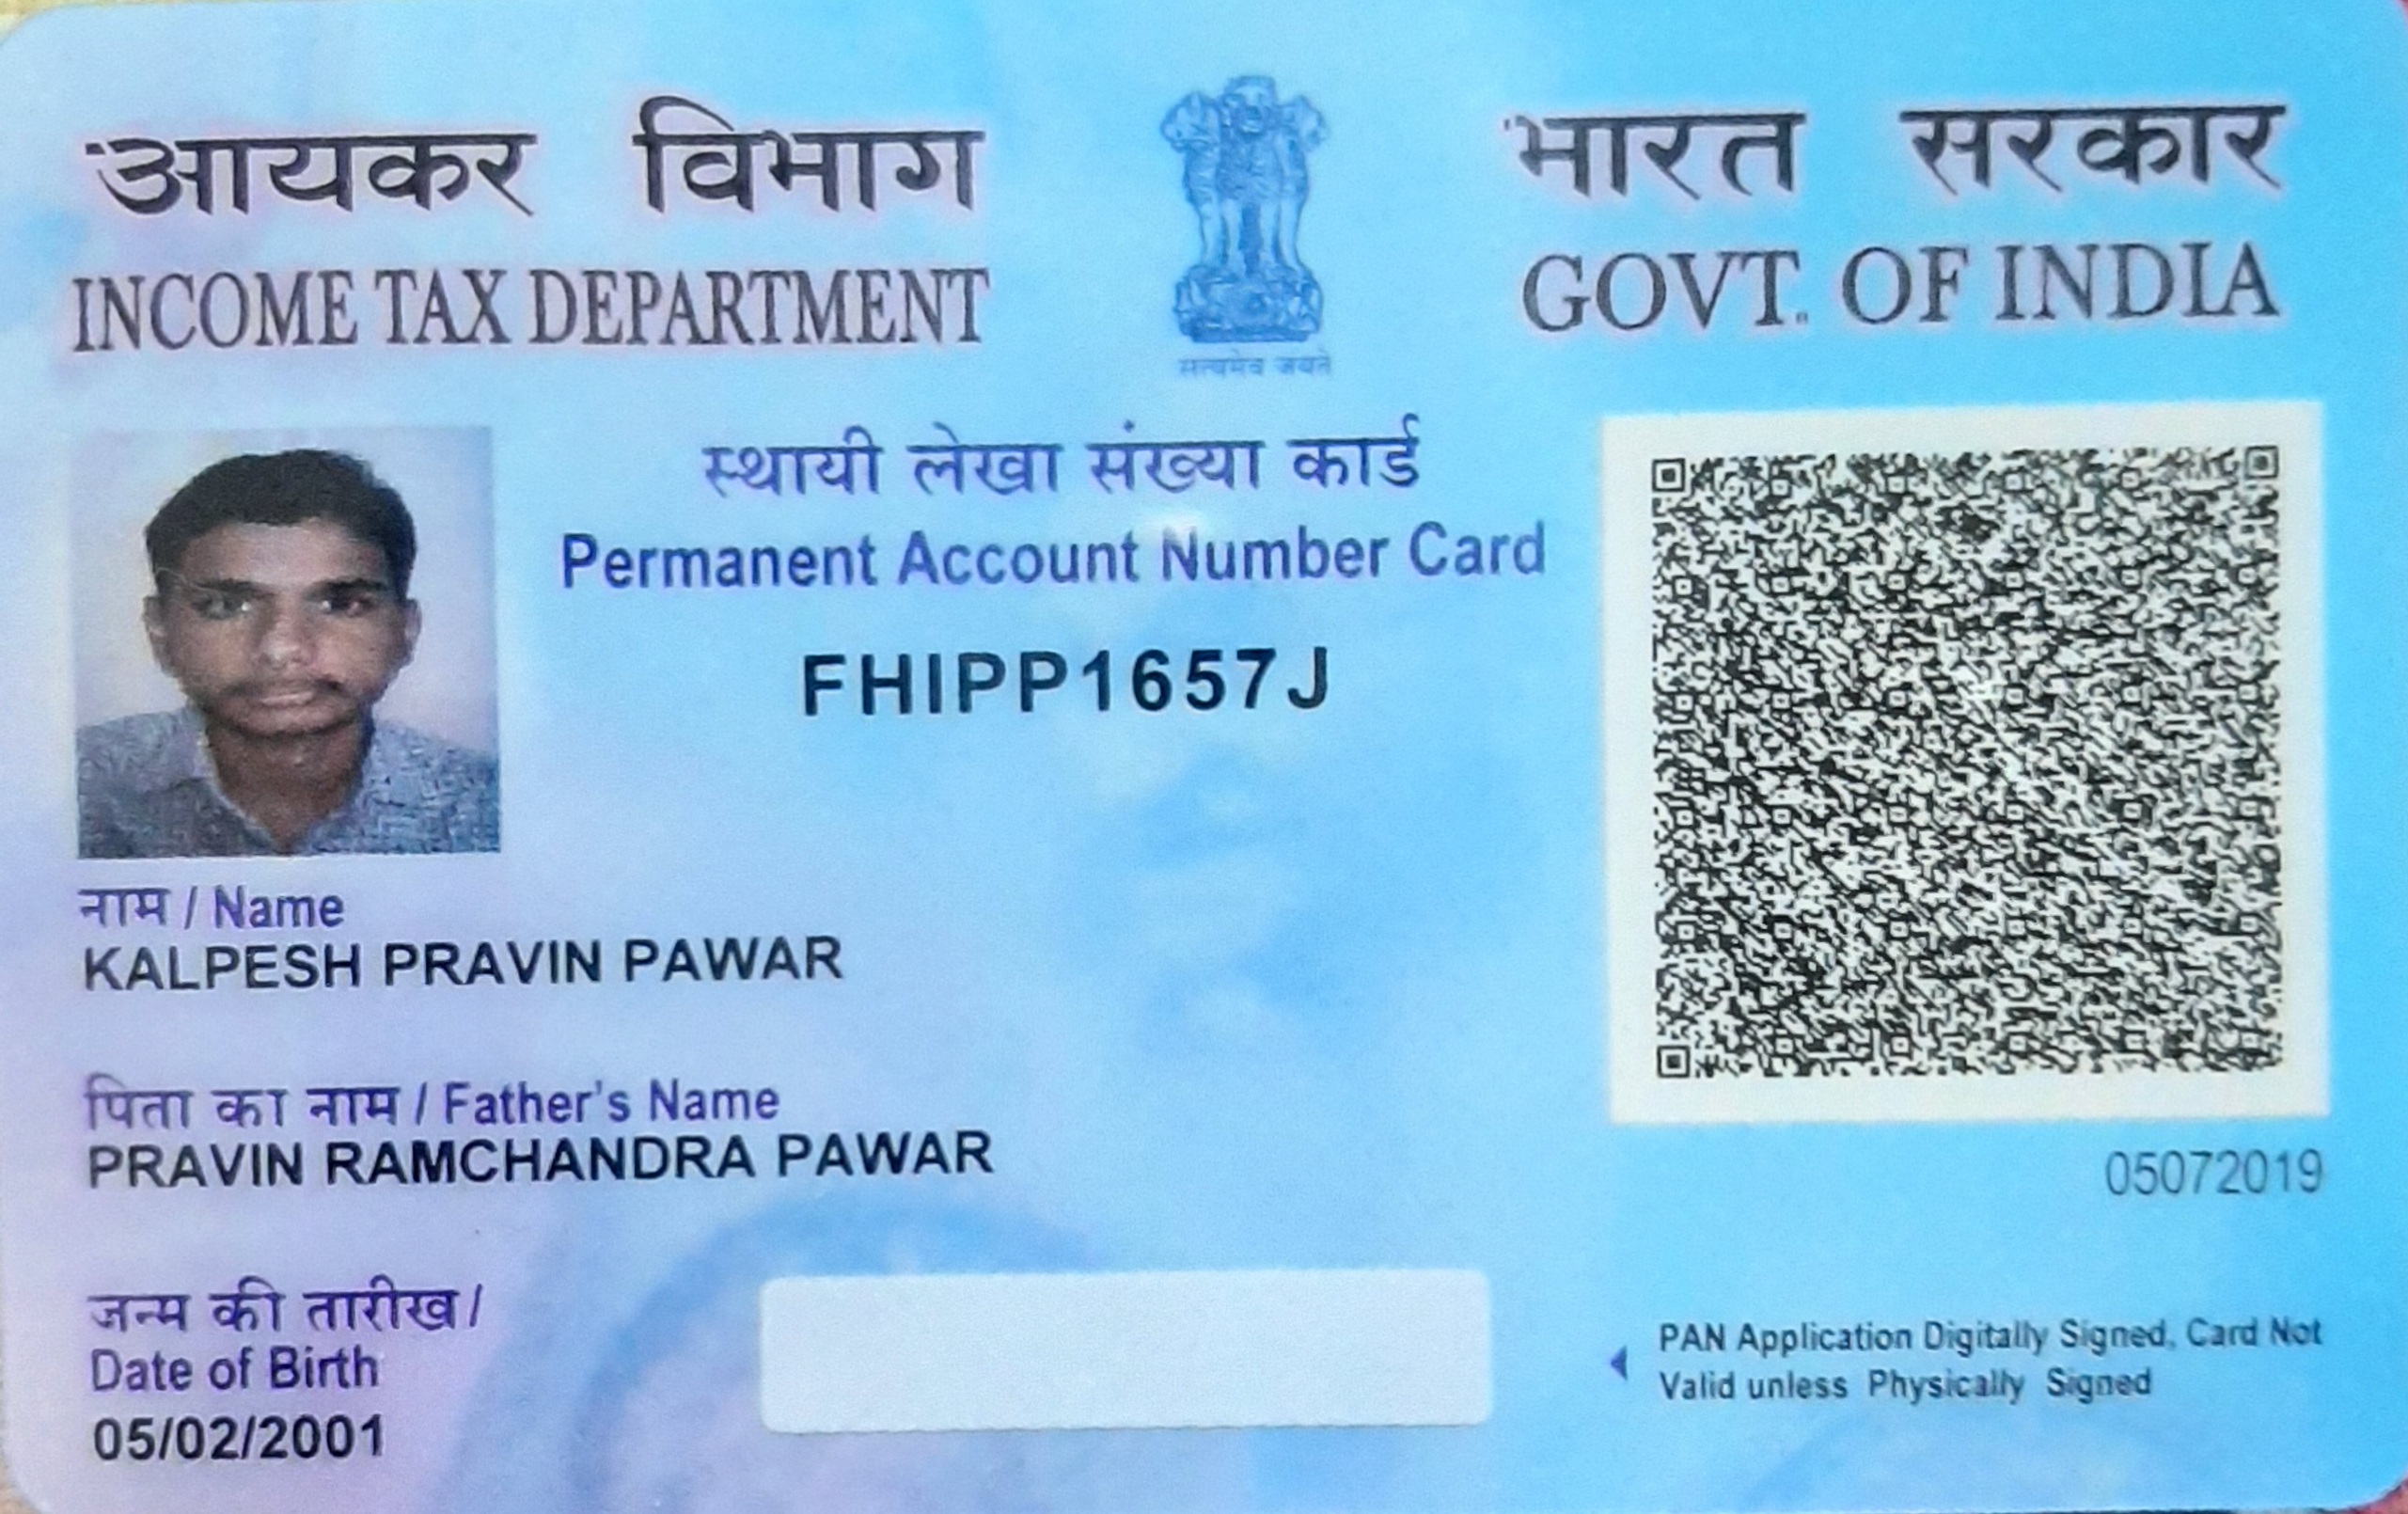 आयकर विभाग
INCOME TAX DEPARTMENT
सत्यमेव जयते
भारत सरकार
GOVT. OF INDIA
स्थायी लेखा संख्या कार्ड
Permanent Account Number Card
FHIPP1657J
नाम / Name
KALPESH PRAVIN PAWAR
पिता का नाम / Father's Name
PRAVIN RAMCHANDRA PAWAR
05072019
जन्म की तारीख /
Date of Birth
05/02/2001
PAN Application Digitally Signed, Card Not
Valid unless Physically Signed